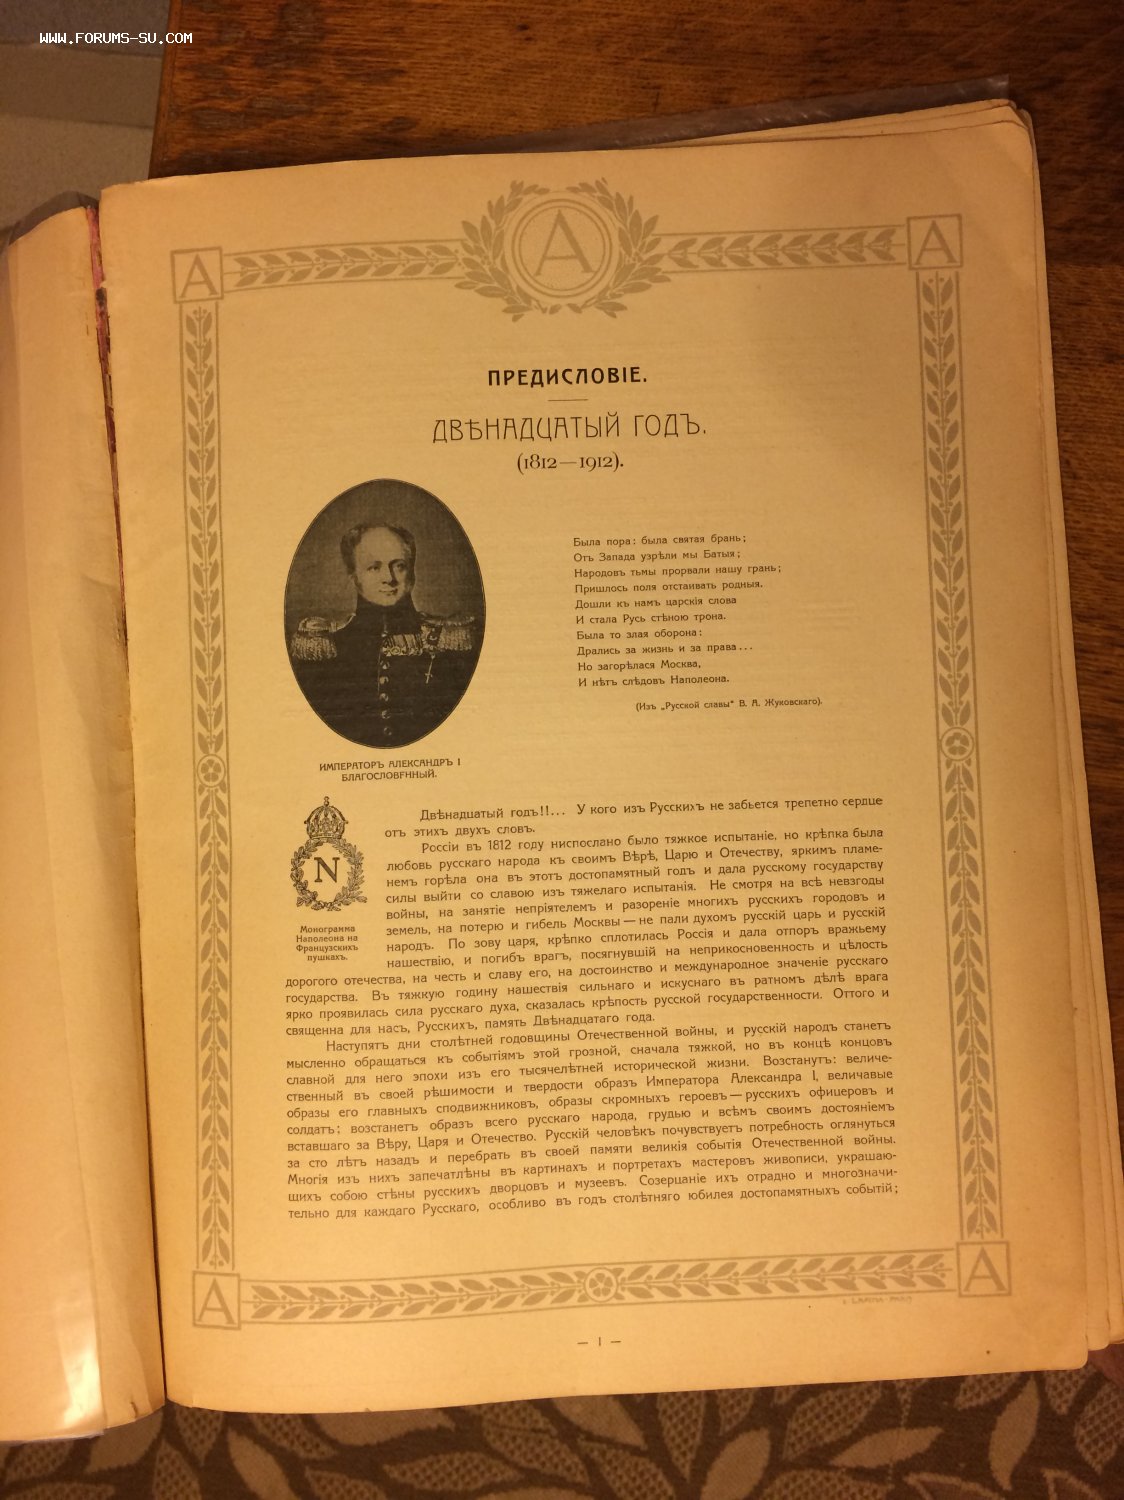 WWW.FORUMS-SU.COM
А
А
А
ПРЕДИСЛОВІЕ.
ДВѢНАДЦАТЫЙ ГОДЪ.
(1812—1912).
Была пора: была святая брань;
Отъ Запада узрѣли мы Батыя;
Народовъ тьмы прорвали нашу грань;
Пришлось поля отстаивать родныя.
Дошли къ намъ царскія слова
И стала Русь стѣною трона.
Была то злая оборона:
Дрались за жизнь и за права...
Но загорѣлася Москва,
И нѣтъ слѣдовъ Наполеона.
(Изъ „Русской славы“ В. А. Жуковскаго).
ИМПЕРАТОРЪ АЛЕКСАНДРЪ I
БЛАГОСЛОВЕННЫЙ.
N
Монограмма
Наполеона на
Французскихъ
пушкахъ.
Двѣнадцатый годъ!!... У кого изъ Русскихъ не забьется трепетно сердце
отъ этихъ двухъ словъ.
Россіи въ 1812 году ниспослано было тяжкое испытаніе, но крѣпка была
любовь русскаго народа къ своимъ Вѣрѣ, Царю и Отечеству, яркимъ пламе-
немъ горѣла она въ этотъ достопамятный годъ и дала русскому государству
силы выйти со славою изъ тяжелаго испытанія. Не смотря на всѣ невзгоды
войны, на занятіе непріятелемъ и разореніе многихъ русскихъ городовъ и
земель, на потерю и гибель Москвы — не пали духомъ русскій царь и русскій
народъ. По зову царя, крѣпко сплотилась Россія и дала отпоръ вражьему
нашествію, и погибъ врагъ, посягнувшій на неприкосновенность и цѣлость
дорогого отечества, на честь и славу его, на достоинство и международное значеніе русскаго
государства. Въ тяжкую годину нашествія сильнаго и искуснаго въ ратномъ дѣлѣ врага
ярко проявилась сила русскаго духа, сказалась крѣпость русской государственности. Оттого и
священна для насъ, Русскихъ, память Двѣнадцатаго года.
Наступятъ дни столѣтней годовщины Отечественной войны, и русскій народъ станетъ
мысленно обращаться къ событіямъ этой грозной, сначала тяжкой, но въ концѣ концовъ
славной для него эпохи изъ его тысячелѣтней исторической жизни. Возстанутъ: величе-
ственный въ своей рѣшимости и твердости образъ Императора Александра I, величавые
образы его главныхъ сподвижниковъ, образы скромныхъ героевъ — русскихъ офицеровъ и
солдатъ; возстанетъ образъ всего русскаго народа, грудью и всѣмъ своимъ достояніемъ
вставшаго за Вѣру, Царя и Отечество. Русскій человѣкъ почувствуетъ потребность оглянуться
за сто лѣтъ назадъ и перебрать въ своей памяти великія событія Отечественной войны.
Многія изъ нихъ запечатлѣны въ картинахъ и портретахъ мастеровъ живописи, украшаю-
щихъ собою стѣны русскихъ дворцовъ и музеевъ. Созерцаніе ихъ отрадно и многозначи-
тельно для каждаго Русскаго, особливо въ годъ столѣтняго юбилея достопамятныхъ событій;
А
А
— I —